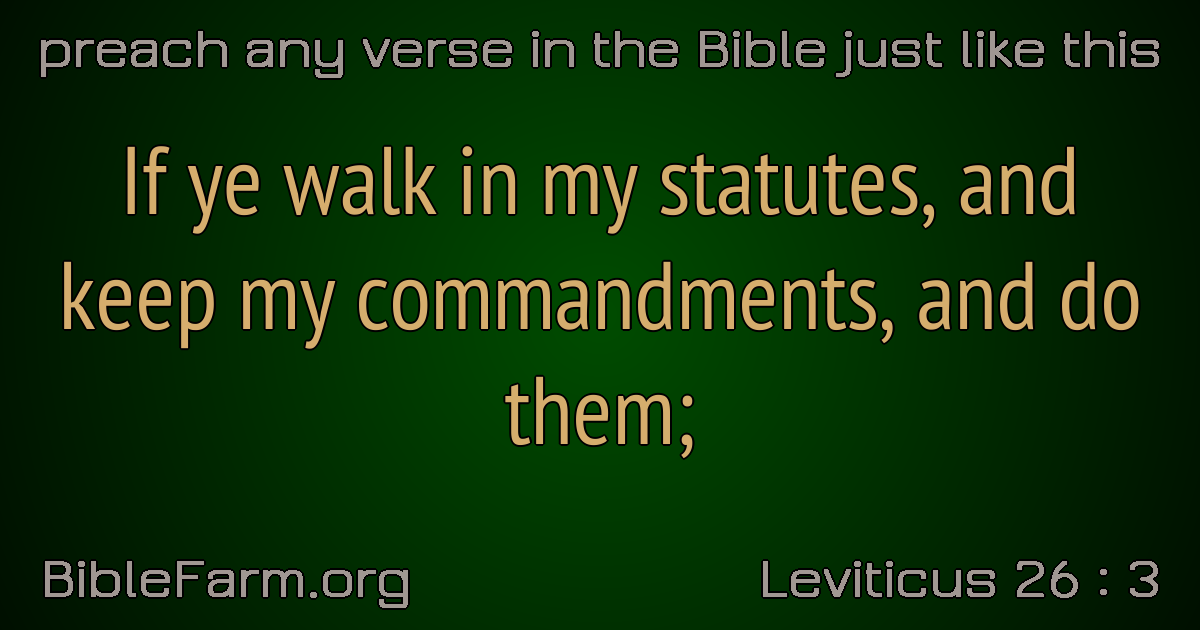 preach any verse in the Bible just like this
If ye walk in my statutes, and
keep my commandments, and do
them;
BibleFarm.org
Leviticus 26 : 3